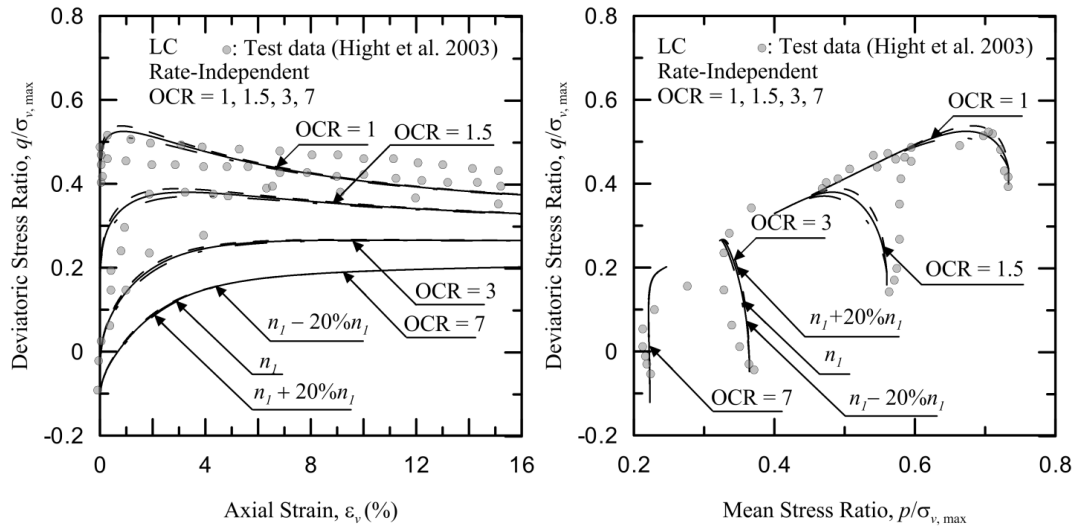 0.8
0.6
0.4
0.2
0
-0.2
Deviatoric Stress Ratio, q/σv, max
LC : Test data (Hight et al. 2003)
Rate-Independent
OCR = 1, 1.5, 3, 7
OCR = 1
OCR = 1.5
OCR = 3
OCR = 7
n1 − 20%n1
n1
n1 + 20%n1
0 4 8 12 16
Axial Strain, εv (%)
0.8
0.6
0.4
0.2
0
-0.2
Deviatoric Stress Ratio, q/σv, max
LC : Test data (Hight et al. 2003)
Rate-Independent
OCR = 1, 1.5, 3, 7
OCR = 1
OCR = 3
OCR = 1.5
n1+20%n1
n1
OCR = 7
n1− 20%n1
0.2 0.4 0.6 0.8
Mean Stress Ratio, p/σv, max